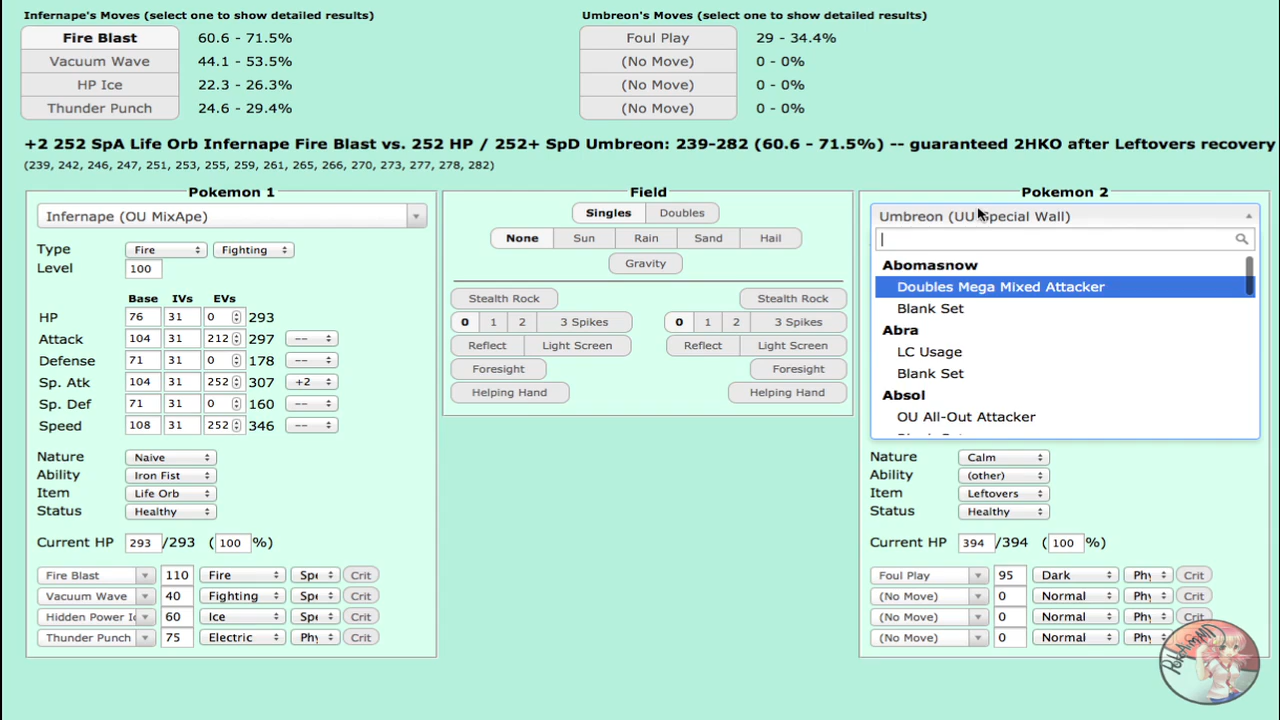 Infernape's Moves (select one to show detailed results)
Fire Blast 60.6 - 71.5%
Vacuum Wave 44.1 - 53.5%
HP Ice 22.3 - 26.3%
Thunder Punch 24.6 - 29.4%
Umbreon's Moves (select one to show detailed results)
Foul Play 29 - 34.4%
(No Move) 0 - 0%
(No Move) 0 - 0%
(No Move) 0 - 0%
+2 252 SpA Life Orb Infernape Fire Blast vs. 252 HP / 252+ SpD Umbreon: 239-282 (60.6 - 71.5%) -- guaranteed 2HKO after Leftovers recovery
(239, 242, 246, 247, 251, 253, 255, 259, 261, 265, 266, 270, 273, 277, 278, 282)
Pokemon 1
Infernape (OU MixApe)
Type Fire Fighting
Level 100
Base IVs EVs
HP 76 31 0 293
Attack 104 31 212 297 --
Defense 71 31 0 178 --
Sp. Atk 104 31 252 307 +2
Sp. Def 71 31 0 160 --
Speed 108 31 252 346 --
Nature Naive
Ability Iron Fist
Item Life Orb
Status Healthy
Current HP 293/293 (100%)
Fire Blast 110 Fire Spe Crit
Vacuum Wave 40 Fighting Spe Crit
Hidden Power Ic 60 Ice Spe Crit
Thunder Punch 75 Electric Phy Crit
Field
Singles Doubles
None Sun Rain Sand Hail
Gravity
Stealth Rock Stealth Rock
0 1 2 3 Spikes 0 1 2 3 Spikes
Reflect Light Screen Reflect Light Screen
Foresight Foresight
Helping Hand Helping Hand
Pokemon 2
Umbreon (UU Special Wall)
Abomasnow
Doubles Mega Mixed Attacker
Blank Set
Abra
LC Usage
Blank Set
Absol
OU All-Out Attacker
Nature Calm
Ability (other)
Item Leftovers
Status Healthy
Current HP 394/394 (100%)
Foul Play 95 Dark Phy Crit
(No Move) 0 Normal Phy Crit
(No Move) 0 Normal Phy Crit
(No Move) 0 Normal Phy Crit